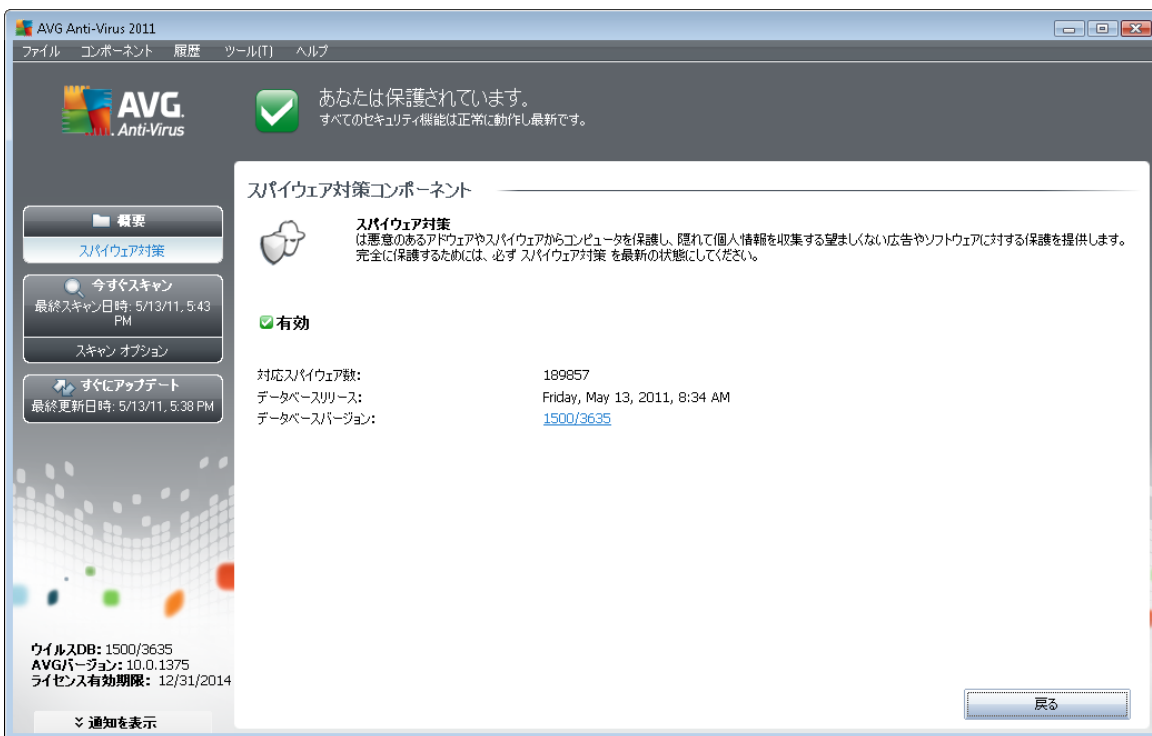 AVG Anti-Virus 2011
ファイル コンポーネント 履歴 ツール(T) ヘルプ
AVG.
Anti-Virus
あなたは保護されています。
すべてのセキュリティ機能は正常に動作し最新です。
スパイウェア対策コンポーネント
概要
スパイウェア対策
今すぐスキャン
最終スキャン日時: 5/13/11, 5:43
PM
スキャン オプション
すぐにアップデート
最終更新日時: 5/13/11, 5:38 PM
スパイウェア対策
は悪意のあるアドウェアやスパイウェアからコンピュータを保護し、隠れて個人情報を収集する望ましくない広告やソフトウェアに対する保護を提供します。
完全に保護するためには、必ず スパイウェア対策 を最新の状態にしてください。
有効
対応スパイウェア数: 189857
データベースリリース: Friday, May 13, 2011, 8:34 AM
データベースバージョン: 1500/3635
ウイルスDB: 1500/3635
AVGバージョン: 10.0.1375
ライセンス有効期限: 12/31/2014
通知を表示
戻る